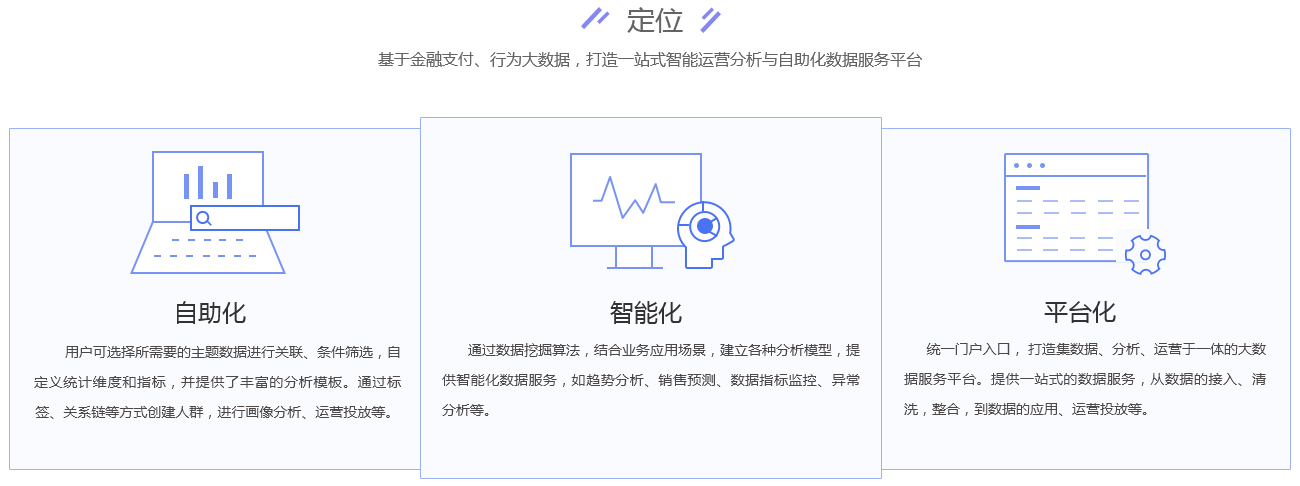 定位
基于金融支付、行为大数据，打造一站式智能运营分析与自助化数据服务平台
自助化
用户可选择所需要的主题数据进行关联、条件筛选，自
定义统计维度和指标，并提供了丰富的分析模板。通过标
签、关系链等方式创建人群，进行画像分析、运营投放等。
智能化
通过数据挖掘算法，结合业务应用场景，建立各种分析模型，提
供智能化数据服务，如趋势分析、销售预测、数据指标监控、异常
分析等。
平台化
统一门户入口， 打造集数据、分析、运营于一体的大数
据服务平台。提供一站式的数据服务，从数据的接入、清
洗，整合，到数据的应用、运营投放等。